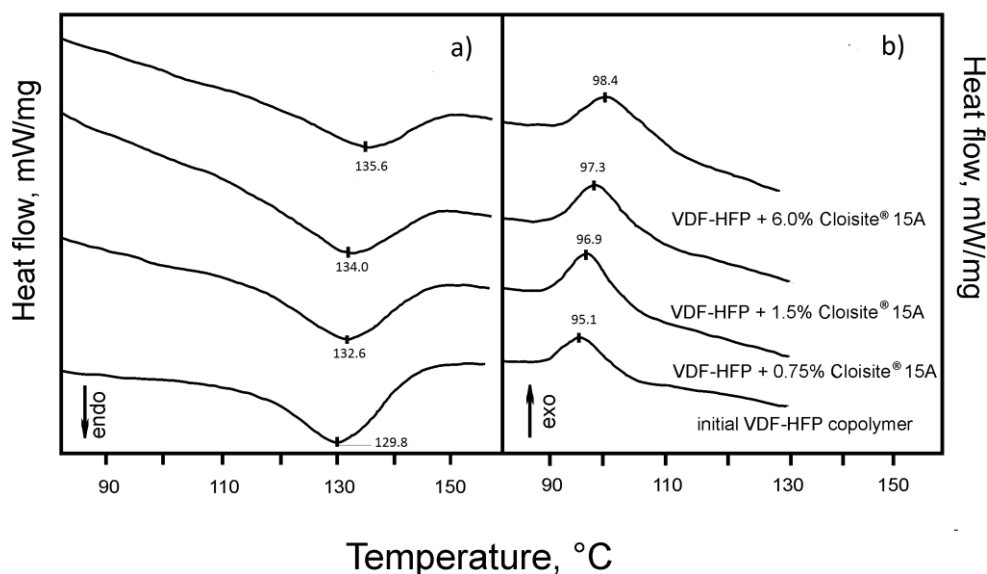 a)
b)
Heat flow, mW/mg
Heat flow, mW/mg
135.6
134.0
132.6
129.8
endo
98.4
VDF-HFP + 6.0% Cloisite® 15A
97.3
VDF-HFP + 1.5% Cloisite® 15A
96.9
VDF-HFP + 0.75% Cloisite® 15A
95.1
initial VDF-HFP copolymer
exo
90 110 130 150 90 110 130 150
Temperature, °C